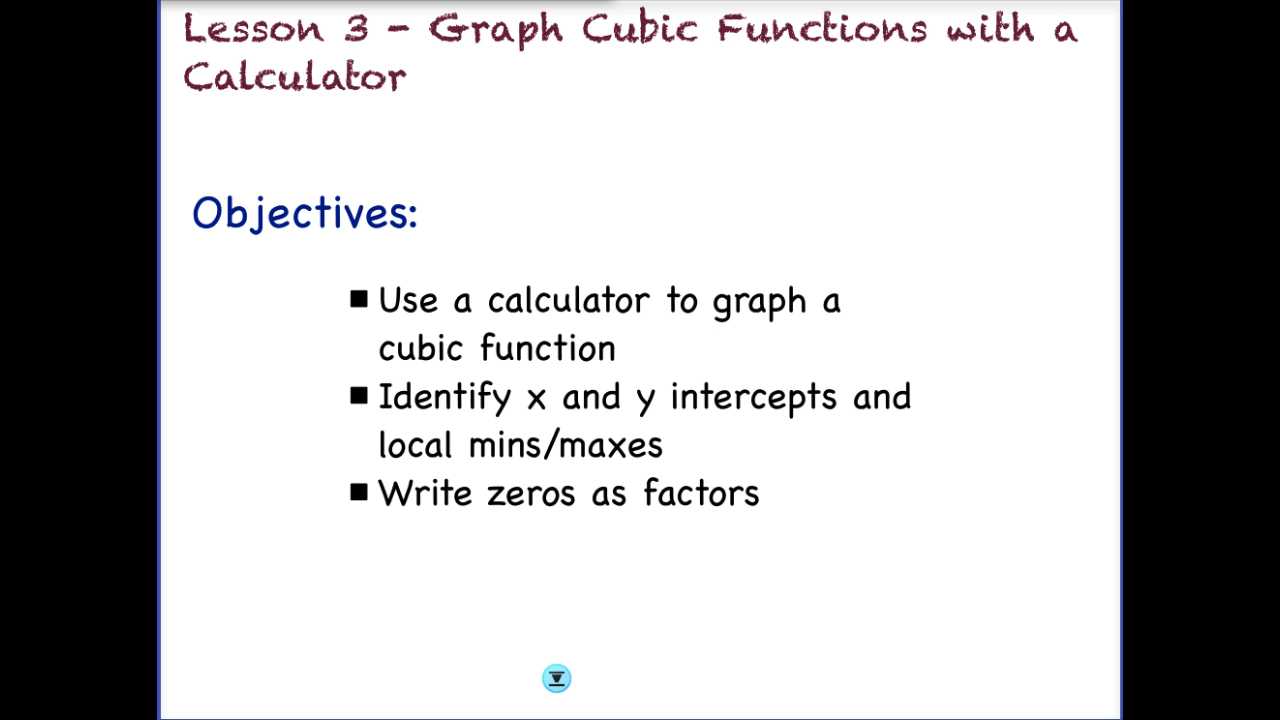 Lesson 3 - Graph Cubic Functions with a
Calculator
Objectives:
■ Use a calculator to graph a
cubic function
■ Identify x and y intercepts and
local mins/maxes
■ Write zeros as factors